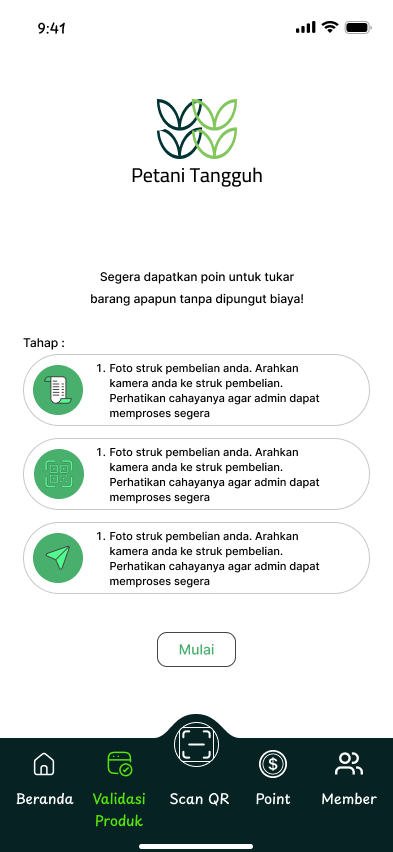 9:41
Petani Tangguh
Segera dapatkan poin untuk tukar
barang apapun tanpa dipungut biaya!
Tahap :
1. Foto struk pembelian anda. Arahkan
kamera anda ke struk pembelian.
Perhatikan cahayanya agar admin dapat
memproses segera
1. Foto struk pembelian anda. Arahkan
kamera anda ke struk pembelian.
Perhatikan cahayanya agar admin dapat
memproses segera
1. Foto struk pembelian anda. Arahkan
kamera anda ke struk pembelian.
Perhatikan cahayanya agar admin dapat
memproses segera
Mulai
Beranda
Validasi
Produk
Scan QR
Point
Member